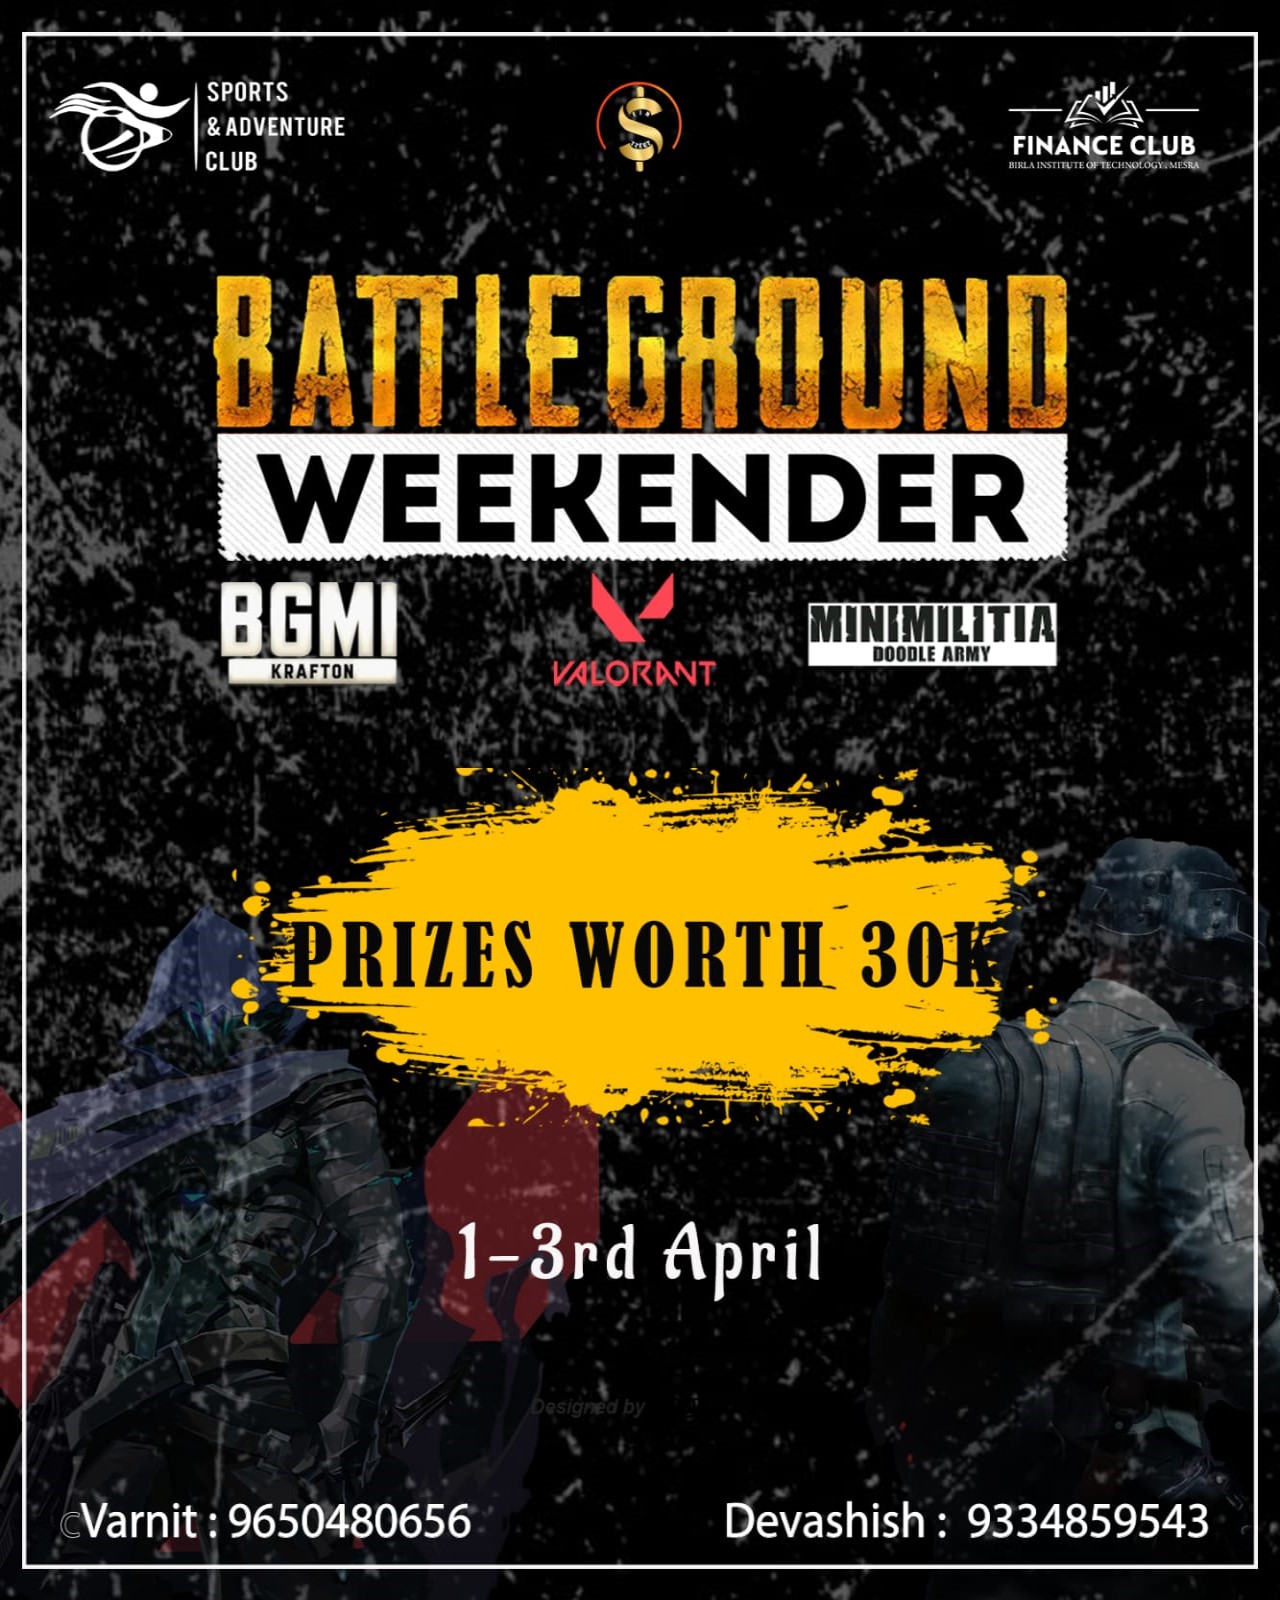 SPORTS
& ADVENTURE
CLUB
FINANCE CLUB
BIRLA INSTITUTE OF TECHNOLOGY, MESRA
BATTLEGROUND
WEEKENDER
BGMI
KRAFTON
VALORANT
MINIMILITIA
DOODLE ARMY
PRIZES WORTH 30K
1-3rd April
Designed by
Varnit : 9650480656
Devashish : 9334859543